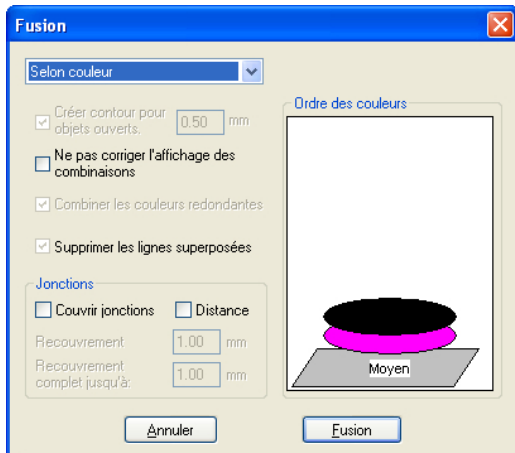 Fusion
Selon couleur
Créer contour pour
objets ouverts.
0.50 mm
Ne pas corriger l'affichage des
combinaisons
Combiner les couleurs redondantes
Supprimer les lignes superposées
Jonctions
Couvrir jonctions
Distance
Recouvrement
1.00 mm
Recouvrement
complet jusqu'à:
1.00 mm
Ordre des couleurs
Moyen
Annuler
Fusion